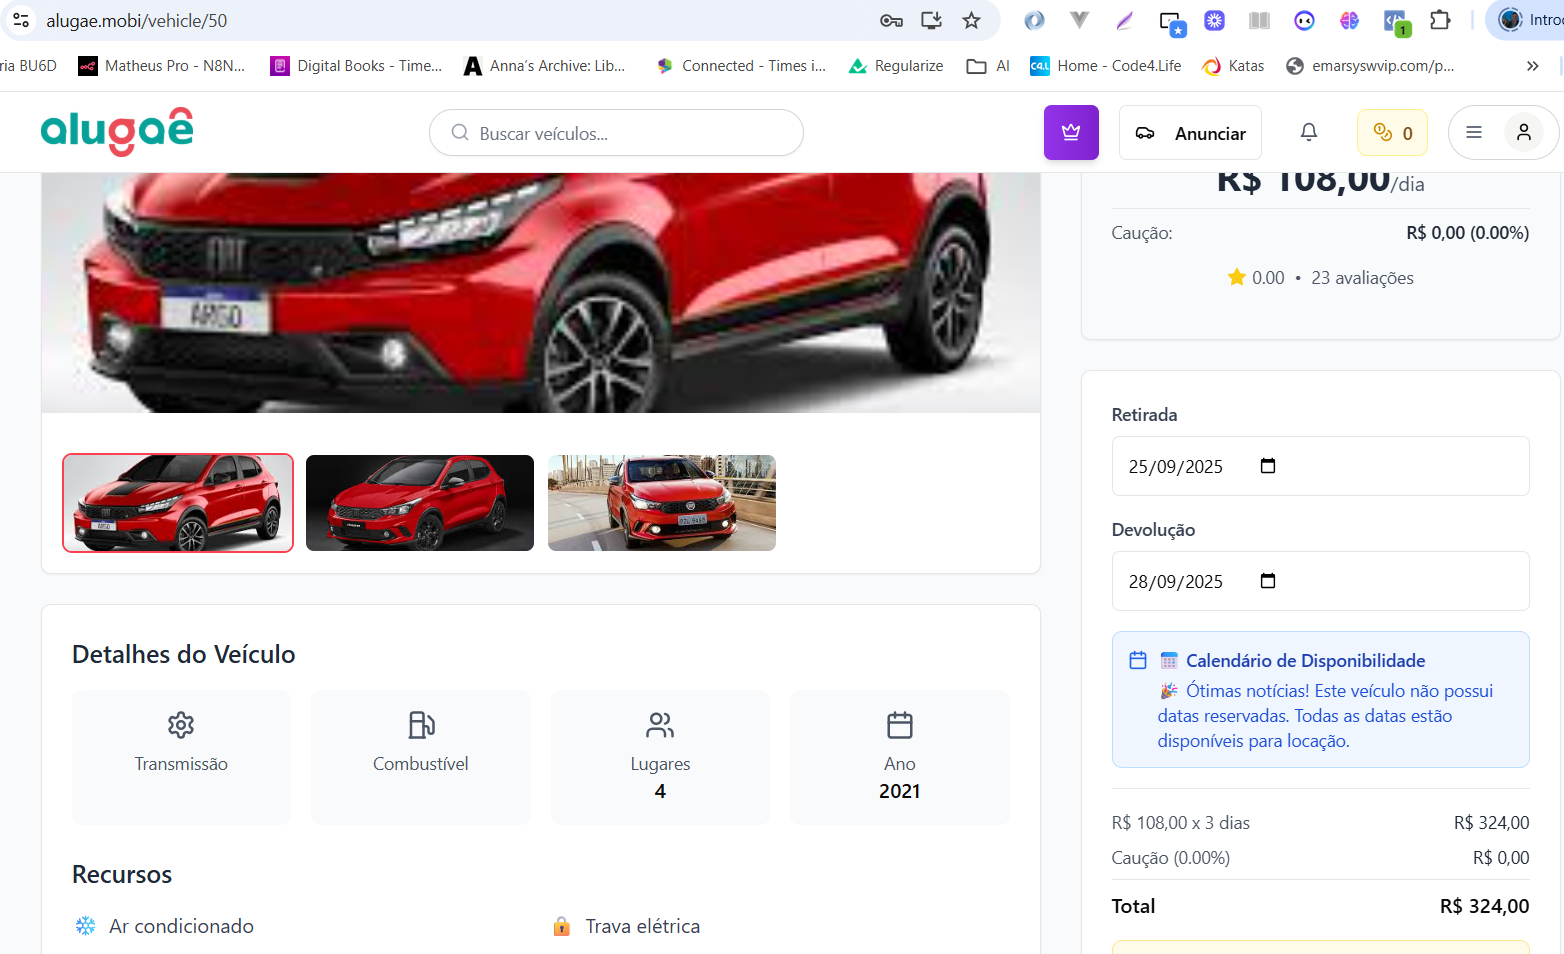 alugae.mobi/vehicle/50
Introd
ria BU6D
Matheus Pro - N8N...
Digital Books - Time...
Anna's Archive: Lib...
Connected - Times i...
Regularize
AI
Home - Code4.Life
Katas
emarsyswvip.com/p...
»
alugaê
Buscar veículos...
Anunciar
0
R$ 108,00/dia
Caução:
R$ 0,00 (0.00%)
0.00 • 23 avaliações
ARGO
Retirada
25/09/2025
Devolução
28/09/2025
Calendário de Disponibilidade
Ótimas notícias! Este veículo não possui
datas reservadas. Todas as datas estão
disponíveis para locação.
Detalhes do Veículo
Transmissão
Combustível
Lugares
4
Ano
2021
R$ 108,00 x 3 dias
R$ 324,00
Caução (0.00%)
R$ 0,00
Total
R$ 324,00
Recursos
Ar condicionado
Trava elétrica